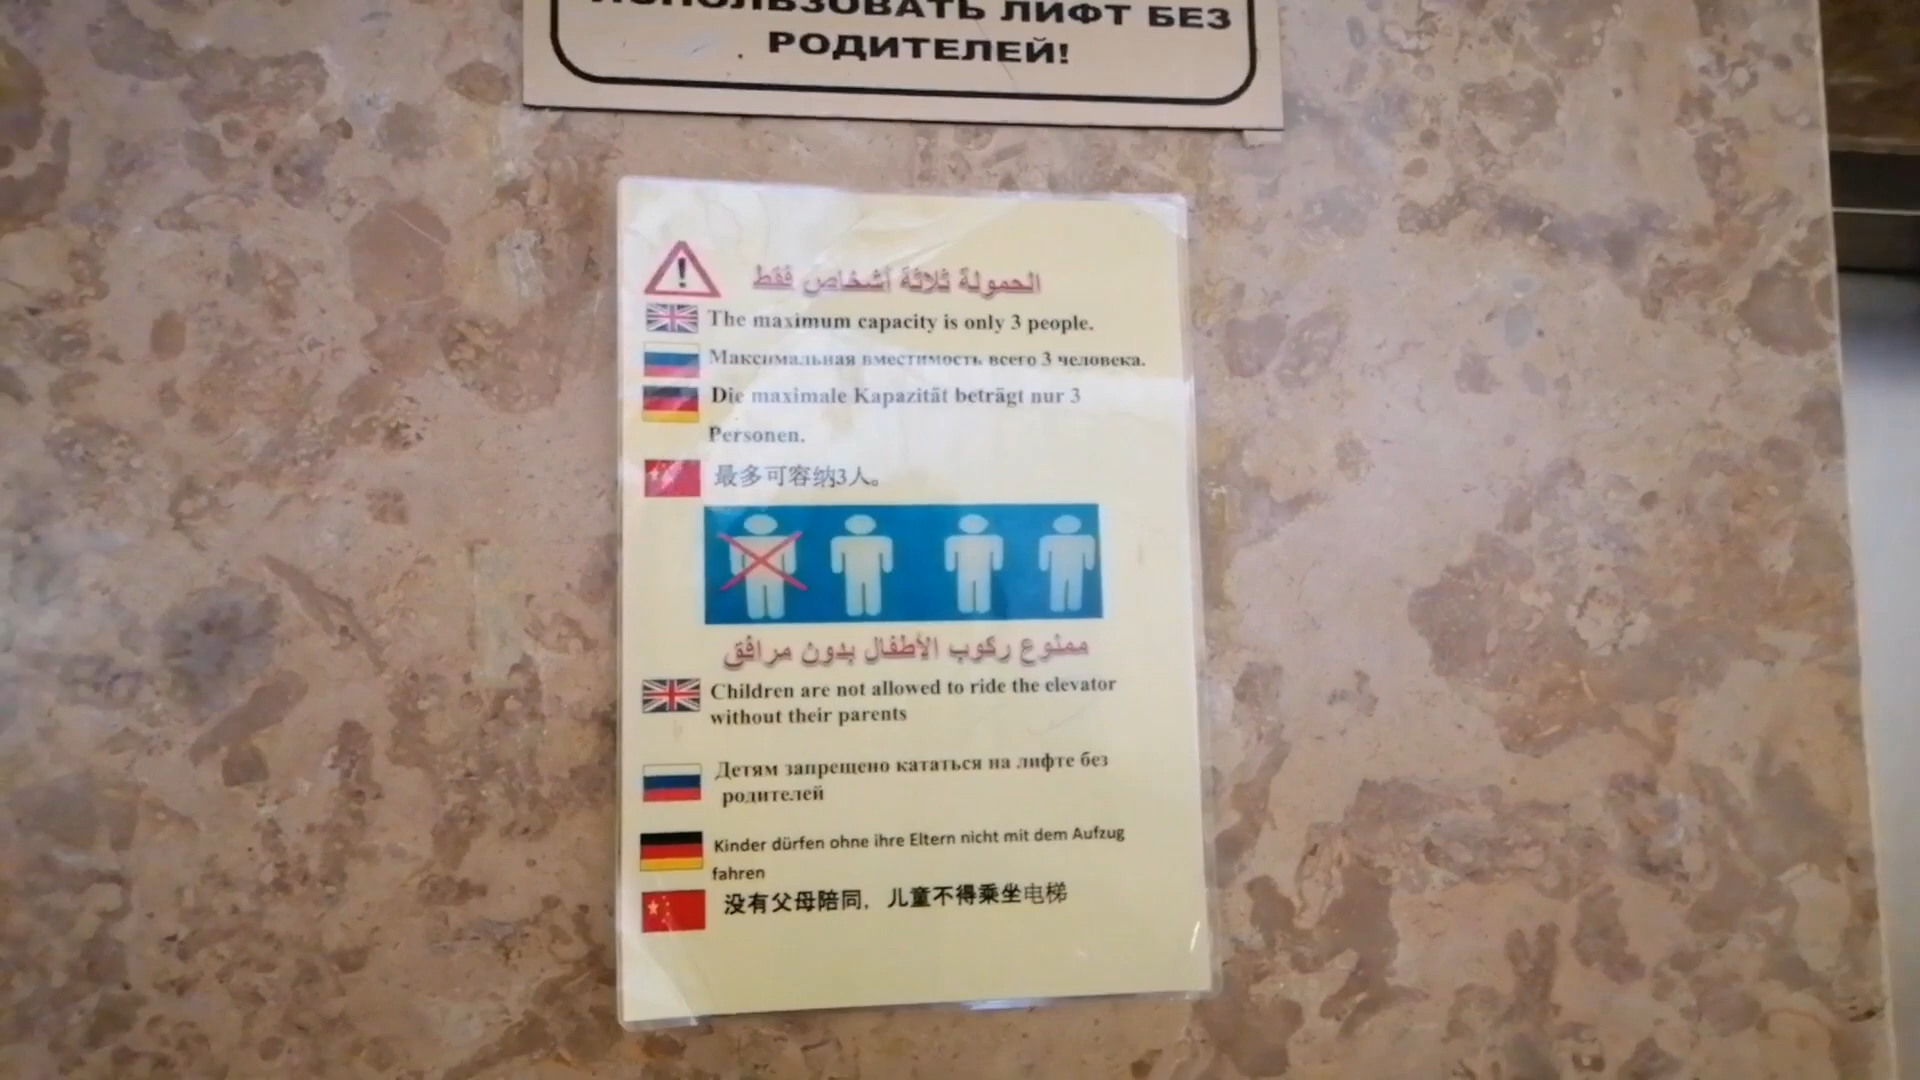 ИСПОЛЬЗОВАТЬ ЛИФТ БЕЗ
РОДИТЕЛЕЙ!
الحمولة ثلاثة أشخاص فقط
The maximum capacity is only 3 people.
Максимальная вместимость всего 3 человека.
Die maximale Kapazität beträgt nur 3
Personen.
最多可容纳3人。
ممنوع ركوب الأطفال بدون مرافق
Children are not allowed to ride the elevator
without their parents
Детям запрещено кататься на лифте без
родителей
Kinder dürfen ohne ihre Eltern nicht mit dem Aufzug
fahren
没有父母陪同，儿童不得乘坐电梯